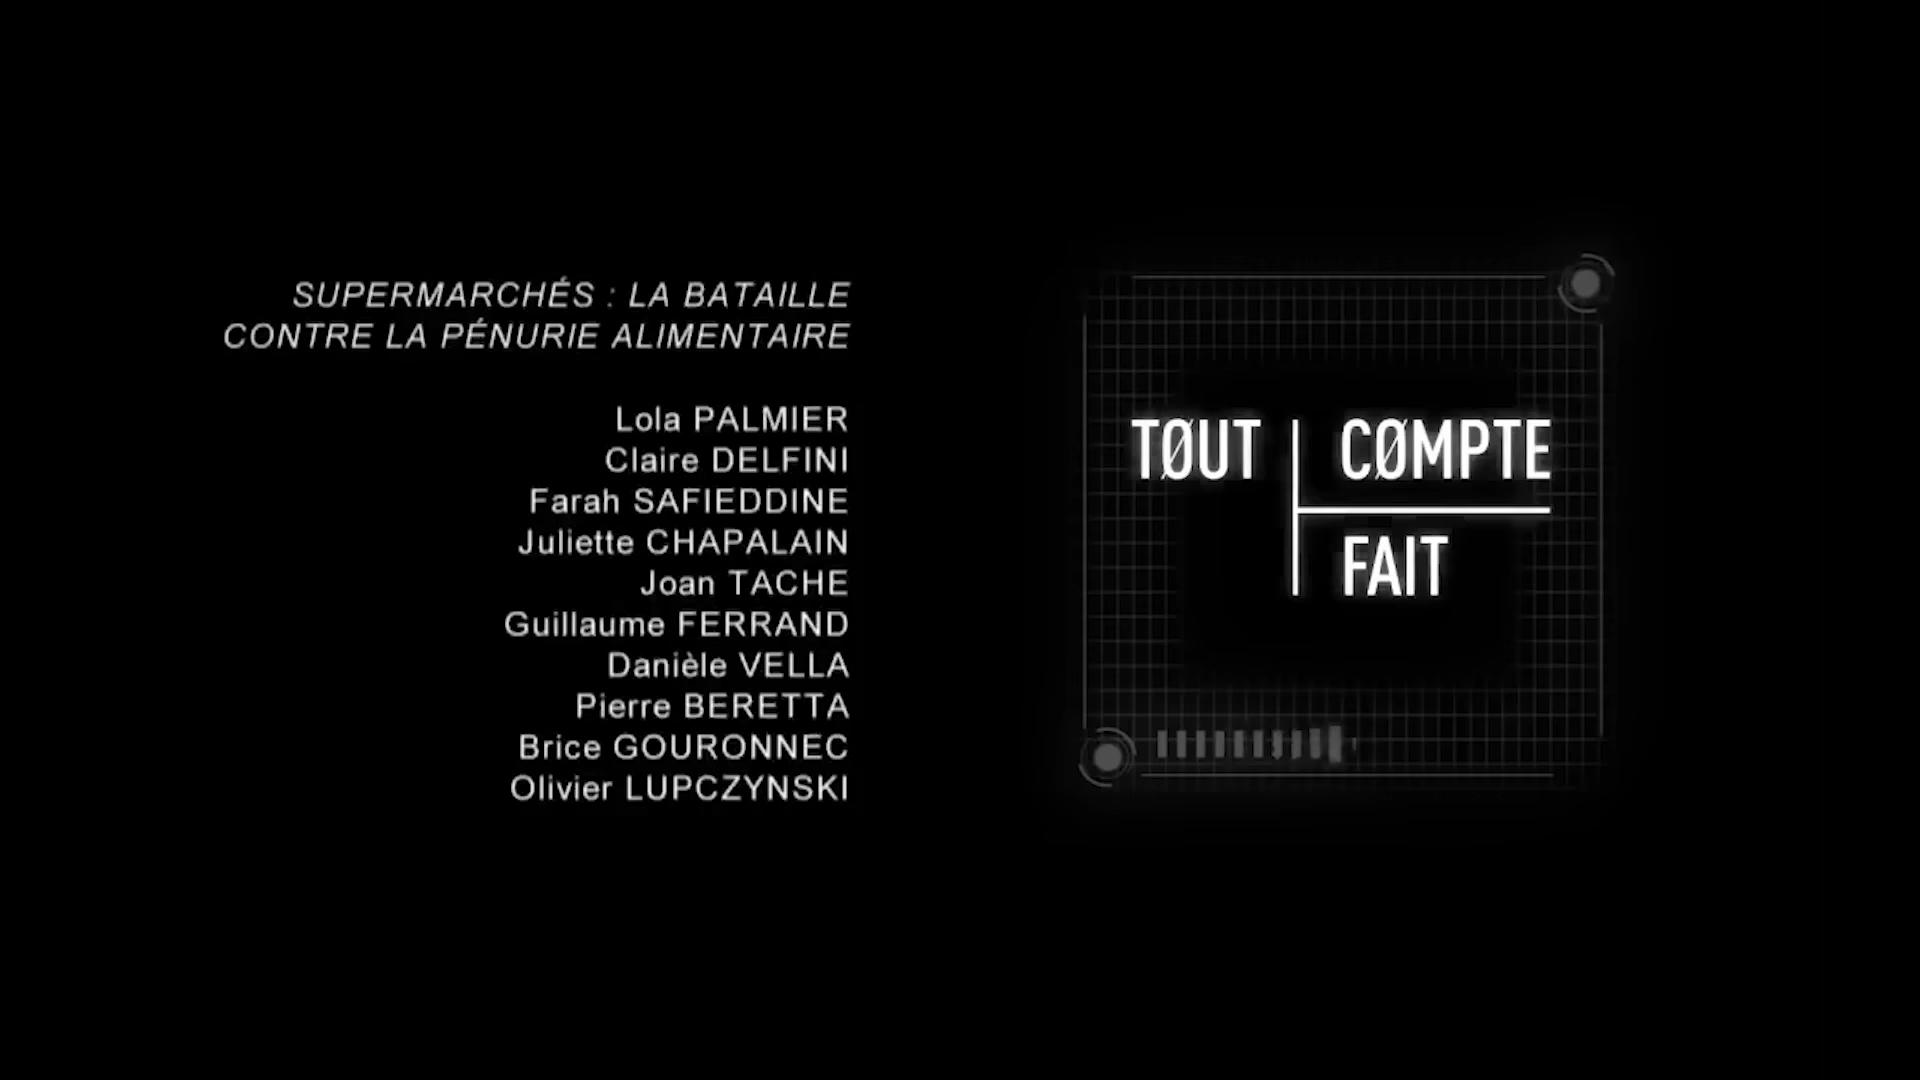 SUPERMARCHÉS : LA BATAILLE
CONTRE LA PÉNURIE ALIMENTAIRE
Lola PALMIER
Claire DELFINI
Farah SAFIEDDINE
Juliette CHAPALAIN
Joan TACHE
Guillaume FERRAND
Danièle VELLA
Pierre BERETTA
Brice GOURONNEC
Olivier LUPCZYNSKI
TØUT CØMPTE
FAIT